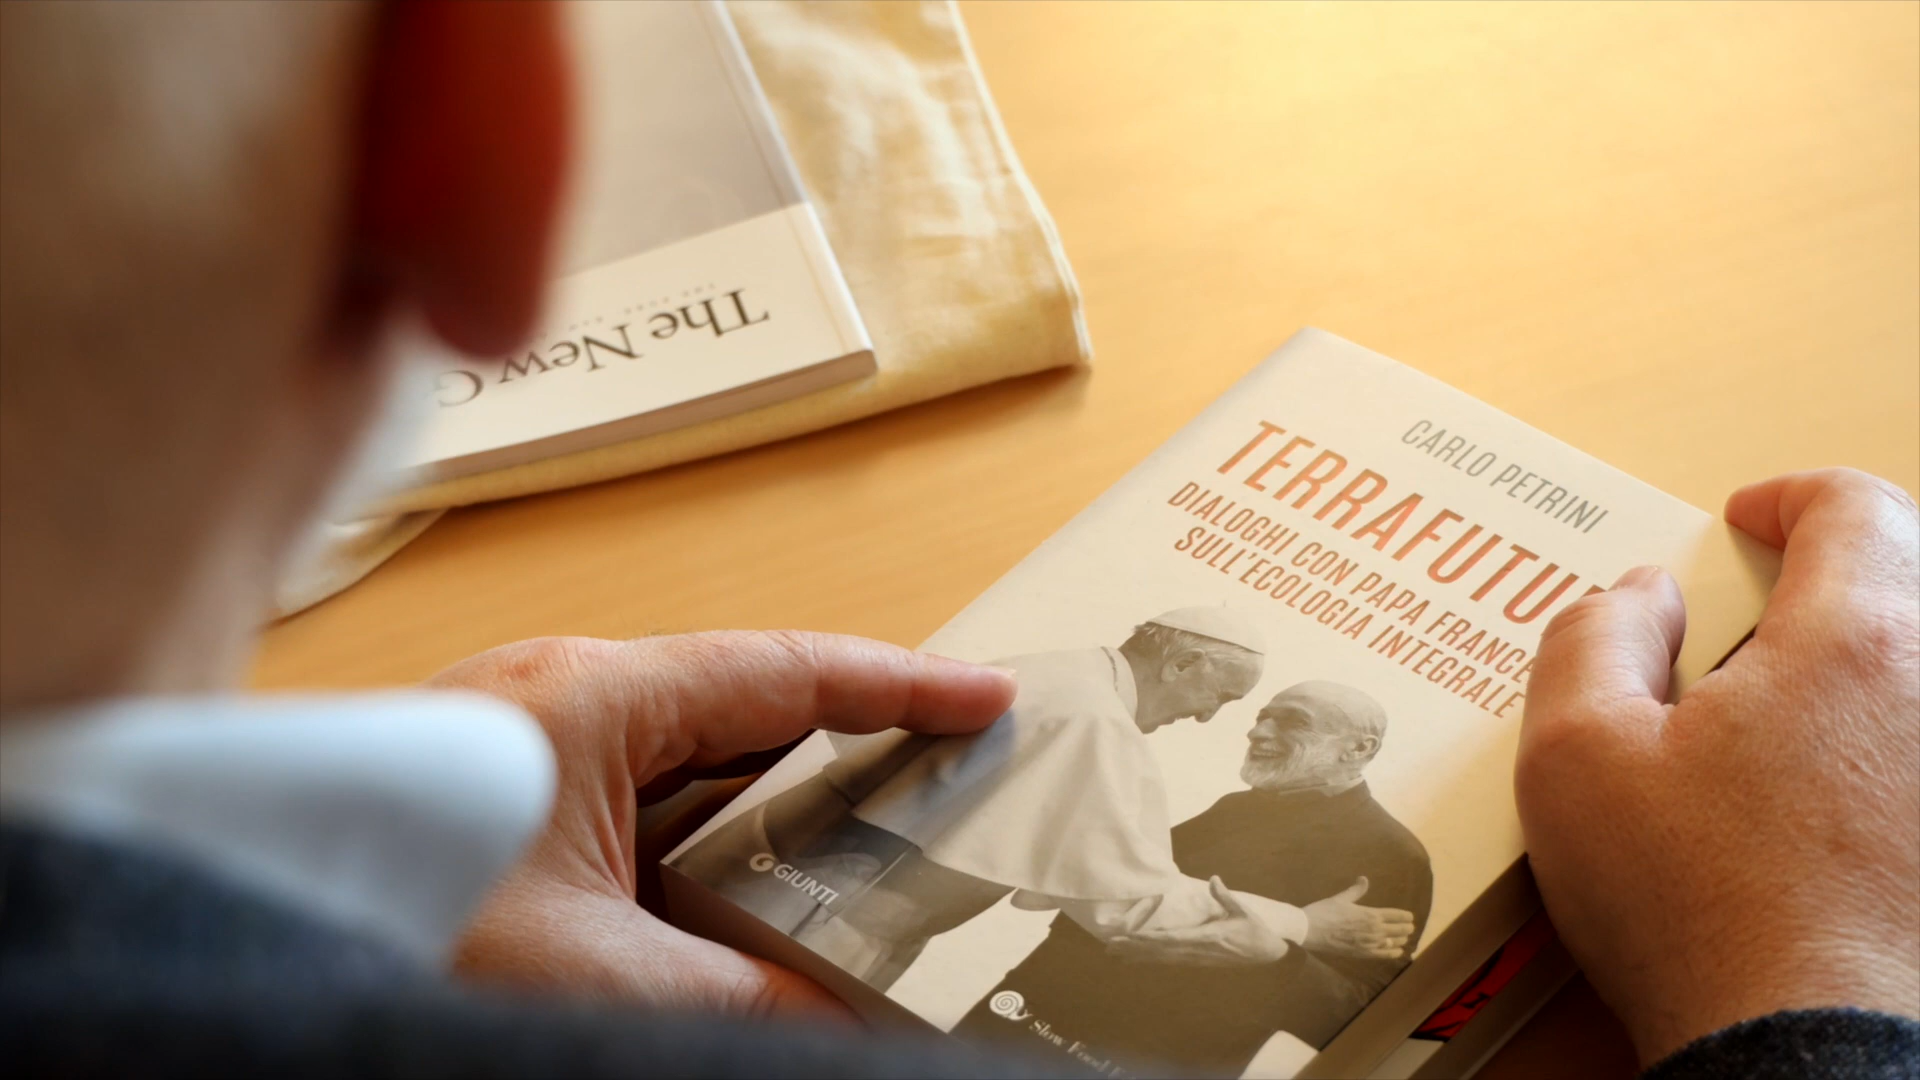 The New G
CARLO PETRINI
TERRAFUTU
DIALOGHI CON PAPA FRANCE
SULL'ECOLOGIA INTEGRALE
GIUNTI
Slow Food